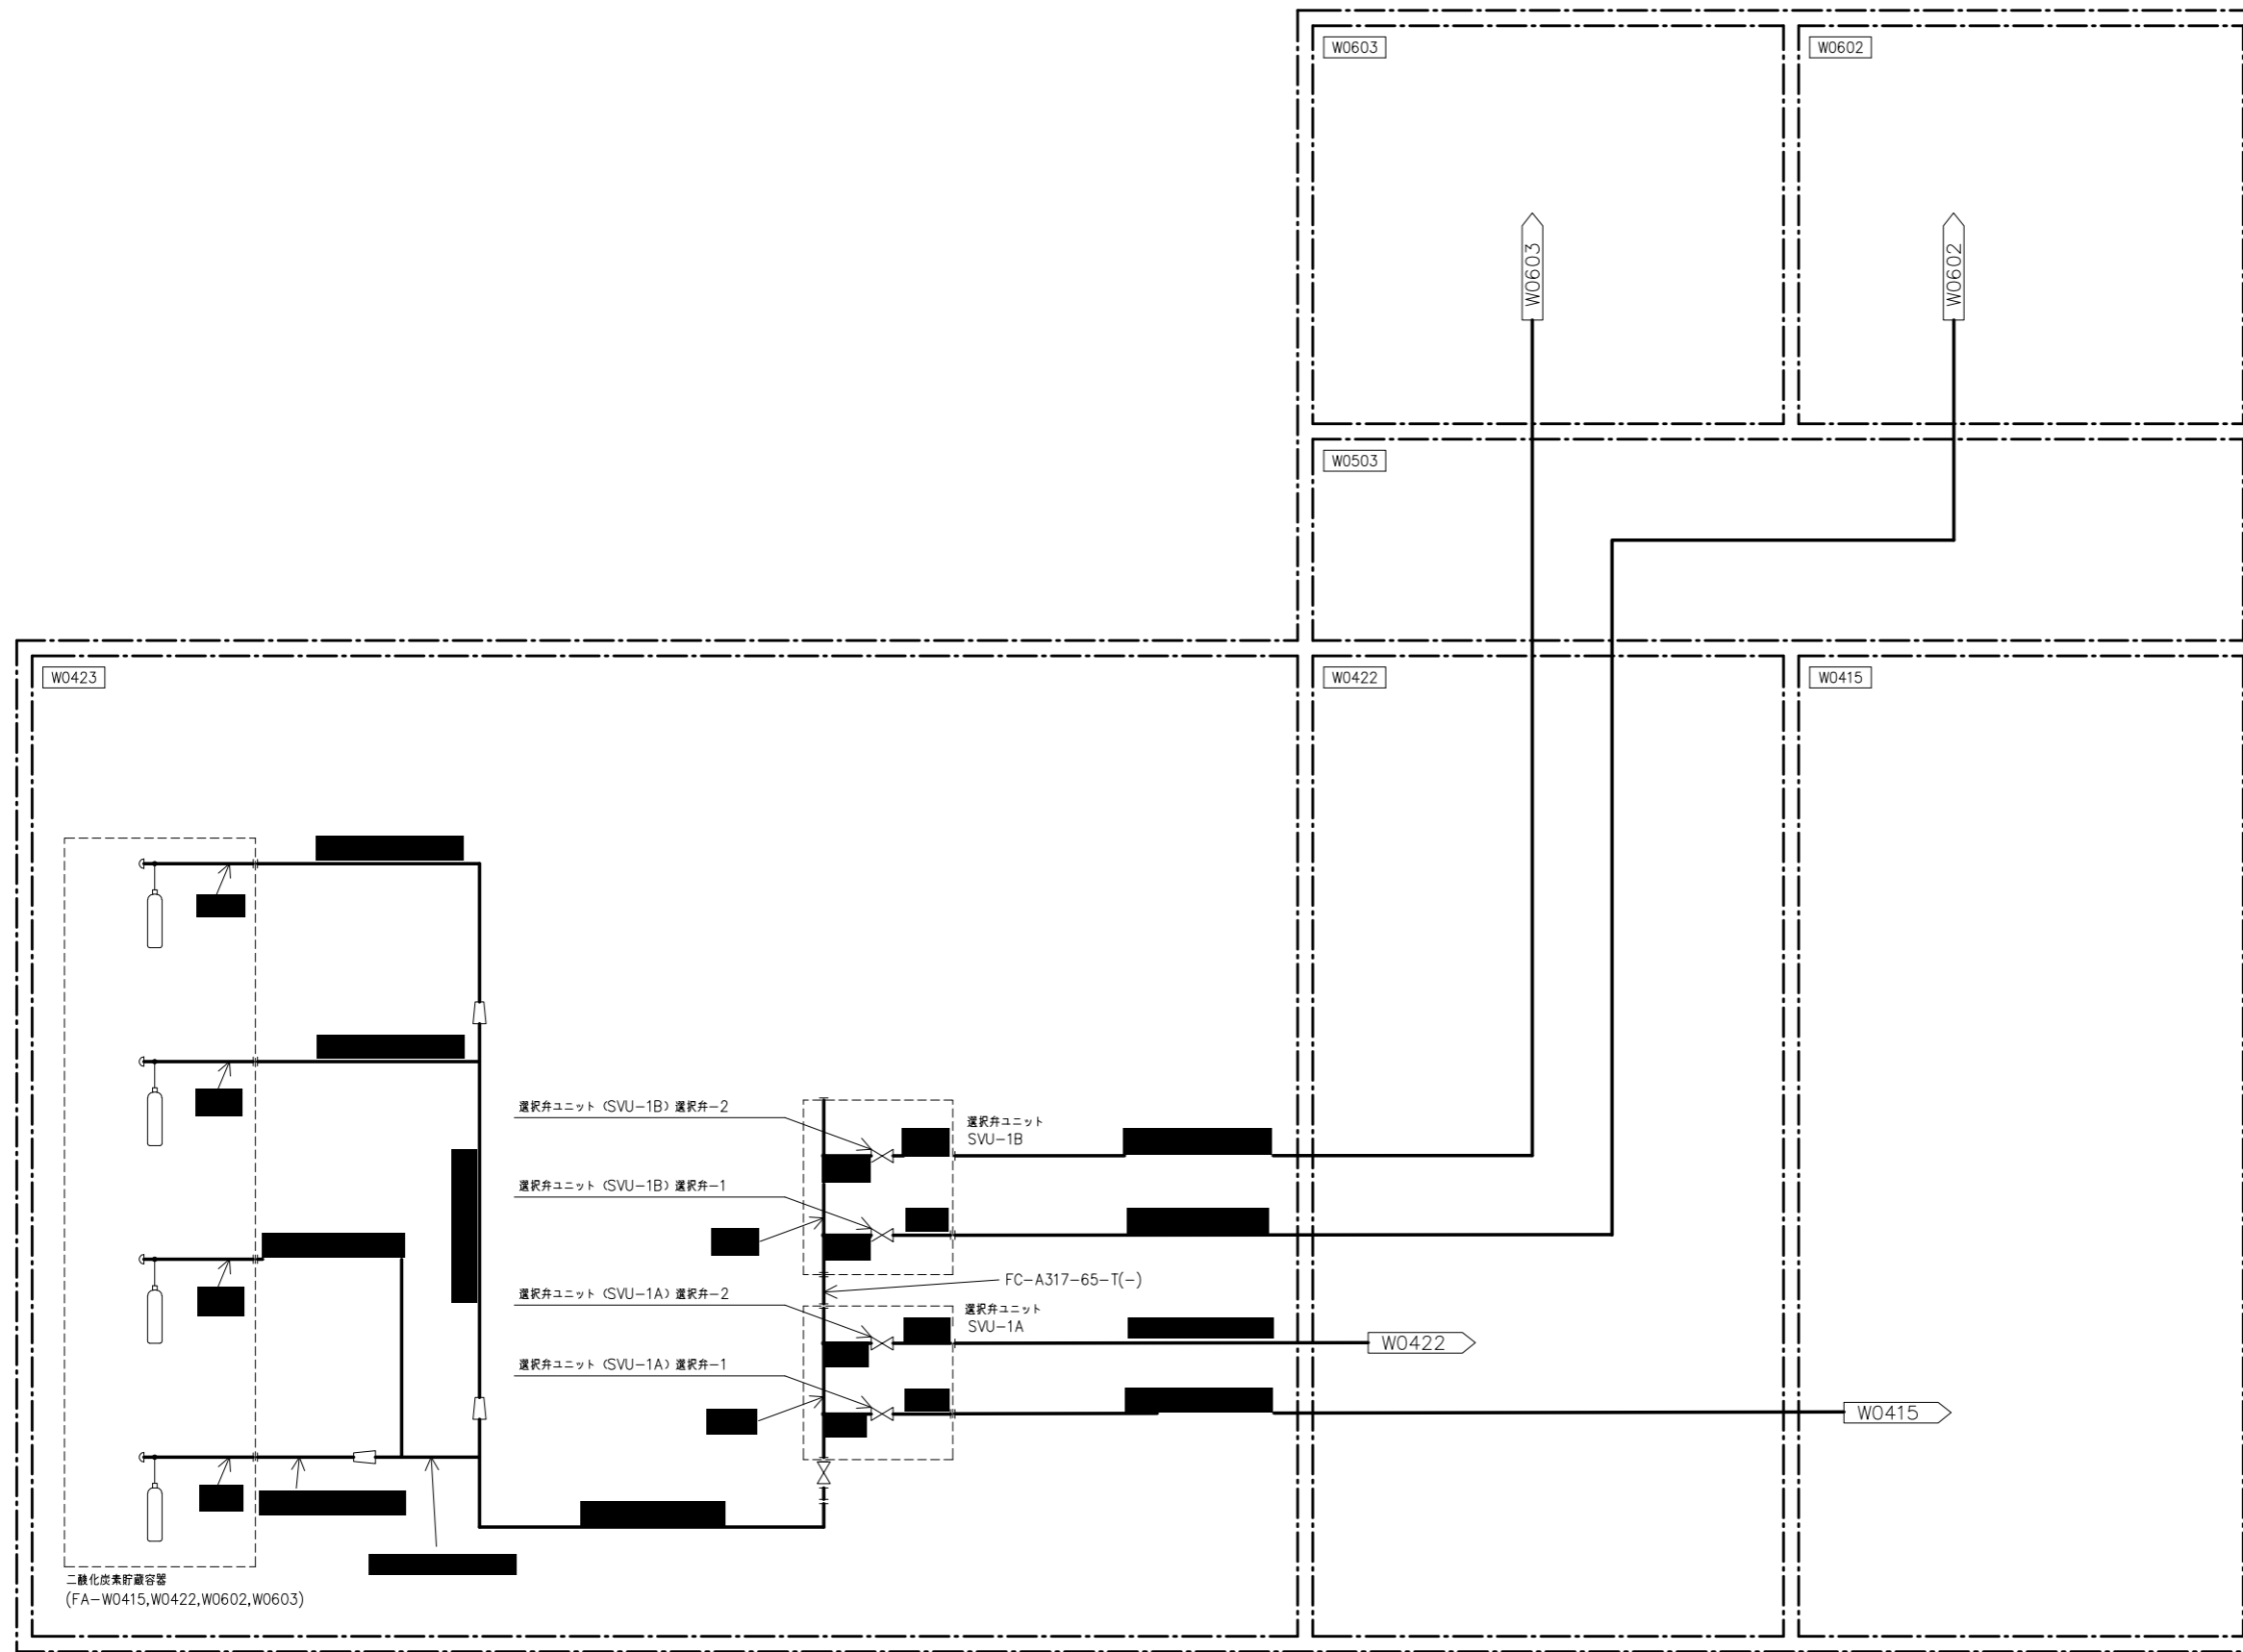 W0603
W0602
W0603
W0602
W0503
W0423
W0422
W0415
選択弁ユニット（SVU-1B）選択弁-2
選択弁ユニット
SVU-1B
選択弁ユニット（SVU-1B）選択弁-1
FC-A317-65-T(-)
選択弁ユニット（SVU-1A）選択弁-2
選択弁ユニット
SVU-1A
W0422
選択弁ユニット（SVU-1A）選択弁-1
W0415
二酸化炭素貯蔵容器
(FA-W0415,W0422,W0602,W0603)